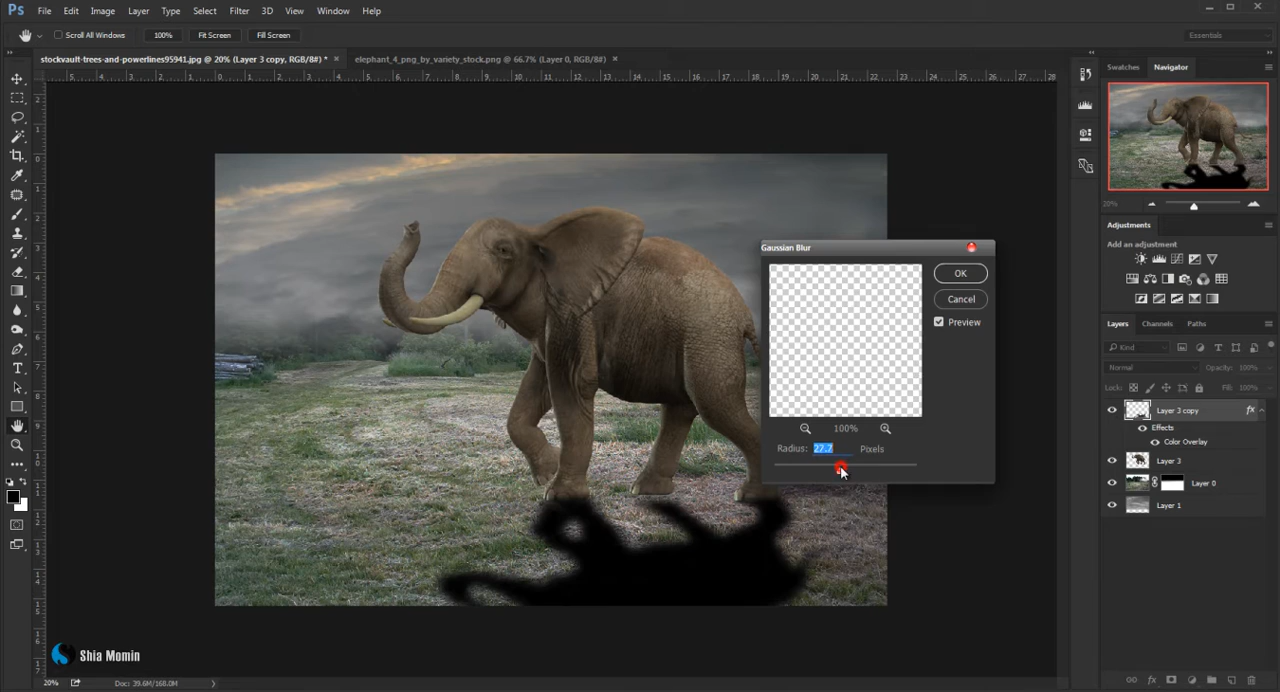 Ps File Edit Image Layer Type Select Filter 3D View Window Help
Scroll All Windows 100% Fit Screen Fill Screen Essentials
stockvault-trees-and-powerlines95941.jpg @ 20% (Layer 3 copy, RGB/8#) * × elephant_4_png_by_variety_stock.png @ 66.7% (Layer 0, RGB/8#) ×
Swatches Navigator
20%
Adjustments
Add an adjustment
Gaussian Blur
OK
Cancel
Preview
100%
Radius: 27.7 Pixels
Layers Channels Paths
Kind
Normal Opacity: 100%
Lock: Fill: 100%
Layer 3 copy fx
Effects
Color Overlay
Layer 3
Layer 0
Layer 1
Shia Momin
20% Doc: 39.6M/168.0M